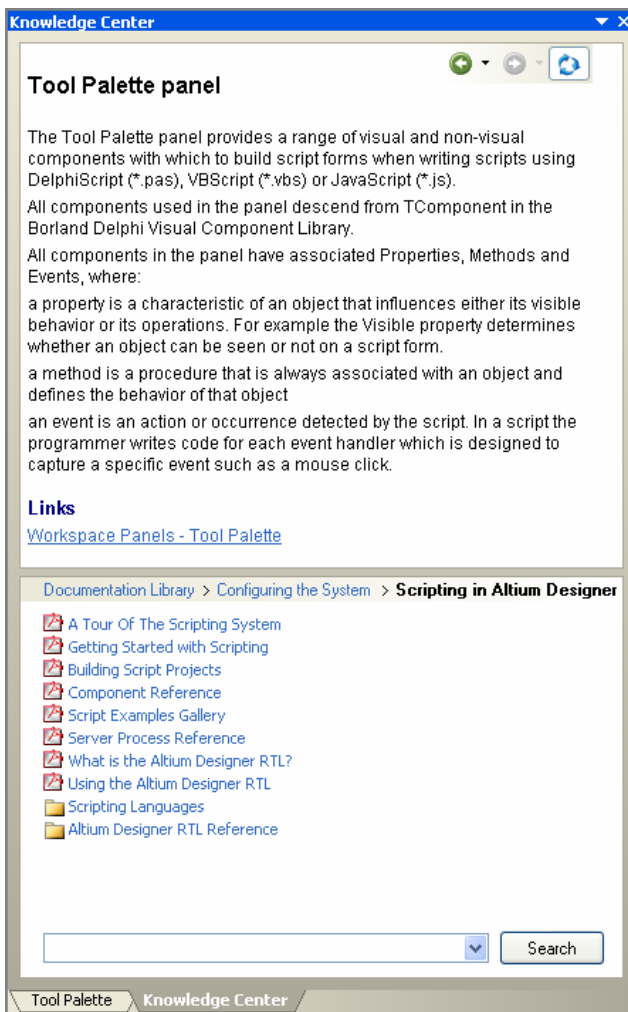 Knowledge Center
Tool Palette panel
The Tool Palette panel provides a range of visual and non-visual
components with which to build script forms when writing scripts using
DelphiScript (*.pas), VBScript (*.vbs) or JavaScript (*.js).
All components used in the panel descend from TComponent in the
Borland Delphi Visual Component Library.
All components in the panel have associated Properties, Methods and
Events, where:
a property is a characteristic of an object that influences either its visible
behavior or its operations. For example the Visible property determines
whether an object can be seen or not on a script form.
a method is a procedure that is always associated with an object and
defines the behavior of that object
an event is an action or occurrence detected by the script. In a script the
programmer writes code for each event handler which is designed to
capture a specific event such as a mouse click.
Links
Workspace Panels - Tool Palette
Documentation Library > Configuring the System > Scripting in Altium Designer
A Tour Of The Scripting System
Getting Started with Scripting
Building Script Projects
Component Reference
Script Examples Gallery
Server Process Reference
What is the Altium Designer RTL?
Using the Altium Designer RTL
Scripting Languages
Altium Designer RTL Reference
Search
Tool Palette Knowledge Center